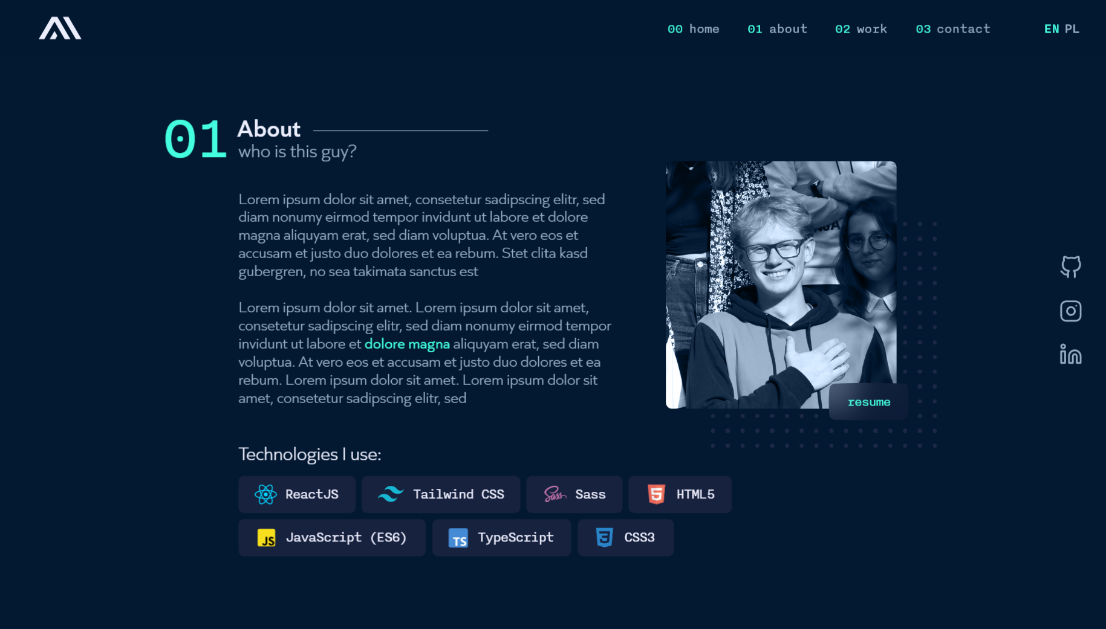 00 home 01 about 02 work 03 contact EN PL
01 About
who is this guy?
Lorem ipsum dolor sit amet, consetetur sadipscing elitr, sed
diam nonumy eirmod tempor invidunt ut labore et dolore
magna aliquyam erat, sed diam voluptua. At vero eos et
accusam et justo duo dolores et ea rebum. Stet clita kasd
gubergren, no sea takimata sanctus est
Lorem ipsum dolor sit amet. Lorem ipsum dolor sit amet,
consetetur sadipscing elitr, sed diam nonumy eirmod tempor
invidunt ut labore et dolore magna aliquyam erat, sed diam
voluptua. At vero eos et accusam et justo duo dolores et ea
rebum. Lorem ipsum dolor sit amet. Lorem ipsum dolor sit
amet, consetetur sadipscing elitr, sed
resume
Technologies I use:
ReactJS
Tailwind CSS
Sass Sass
5 HTML5
JS JavaScript (ES6)
TS TypeScript
3 CSS3